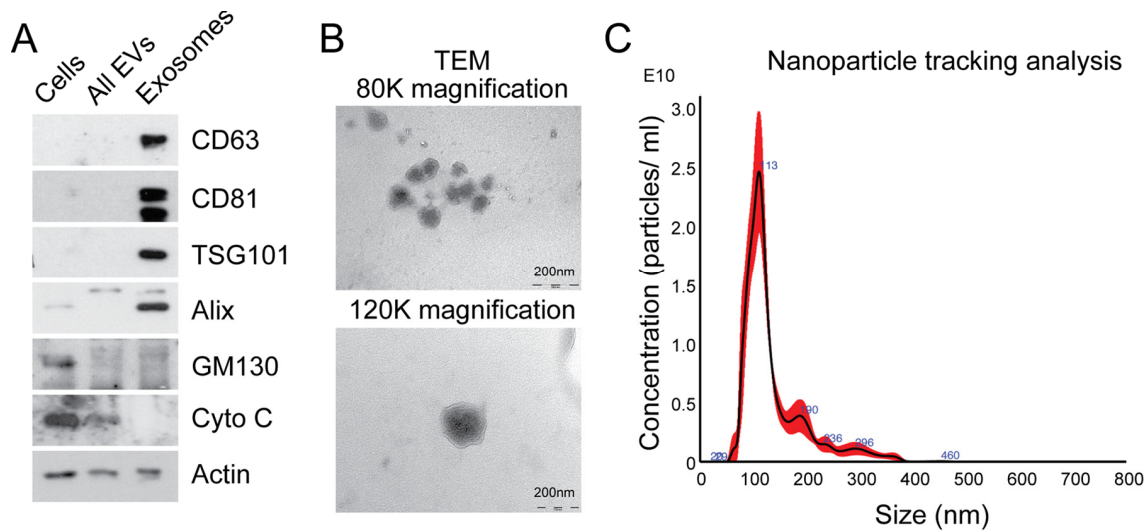 A
Cells
All EVs
Exosomes
CD63
CD81
TSG101
Alix
GM130
Cyto C
Actin
B
TEM
80K magnification
200nm
120K magnification
200nm
C
Nanoparticle tracking analysis
E10
Concentration (particles/ ml)
3.0
2.5
2.0
1.5
1.0
0.5
0
113
190
236
296
460
0
100
200
300
400
500
600
700
800
Size (nm)